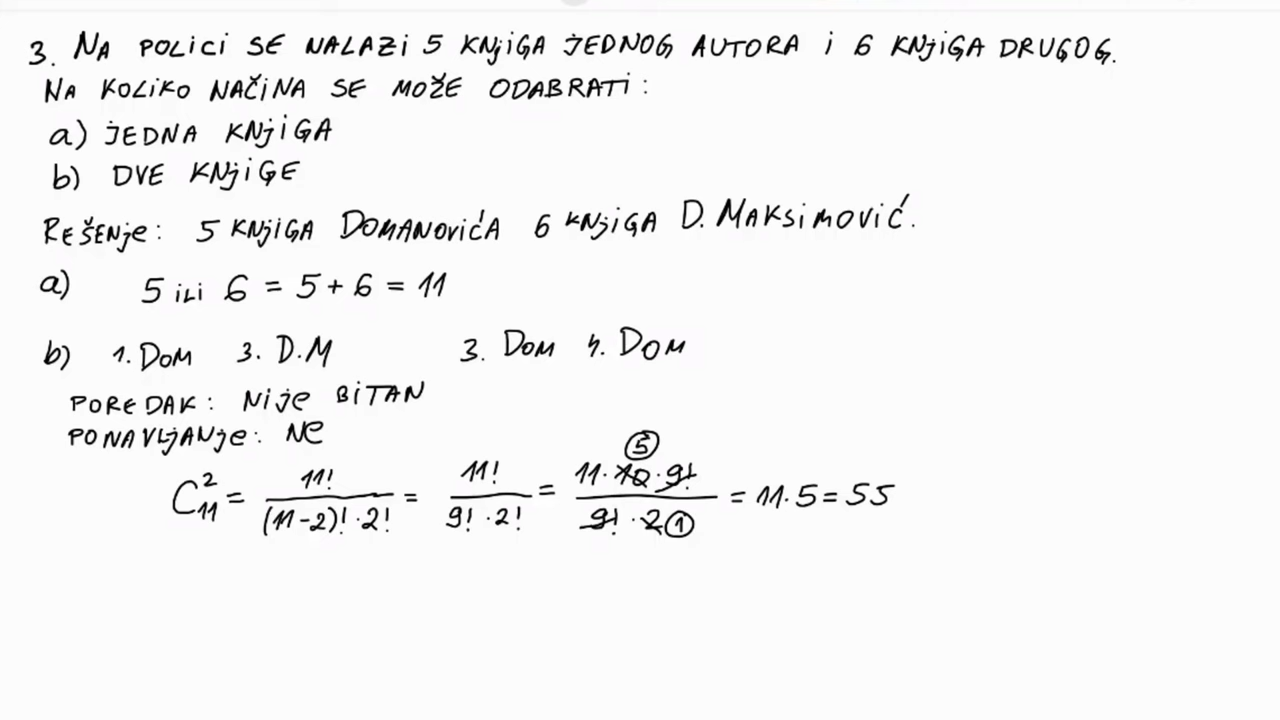 3. NA POLICI SE NALAZI 5 KNJIGA JEDNOG AUTORA I 6 KNJIGA DRUGOG.
NA KOLIKO NAČINA SE MOŽE ODABRATI:
a) JEDNA KNJIGA
b) DVE KNJIGE
REŠENJE: 5 KNJIGA DOMANOVIĆA 6 KNJIGA D. MAKSIMOVIĆ.
a) 5 ILI 6 = 5 + 6 = 11
b) 1. DOM 3. D.M 3. DOM 4. DOM
POREDAK: NIJE BITAN
PONAVLJANJE: NE
C₁₁² = 11! / (11-2)! · 2! = 11! / 9! · 2! = 11 · 10 ⑤ · 9! / 9! · 2 ① = 11 · 5 = 55